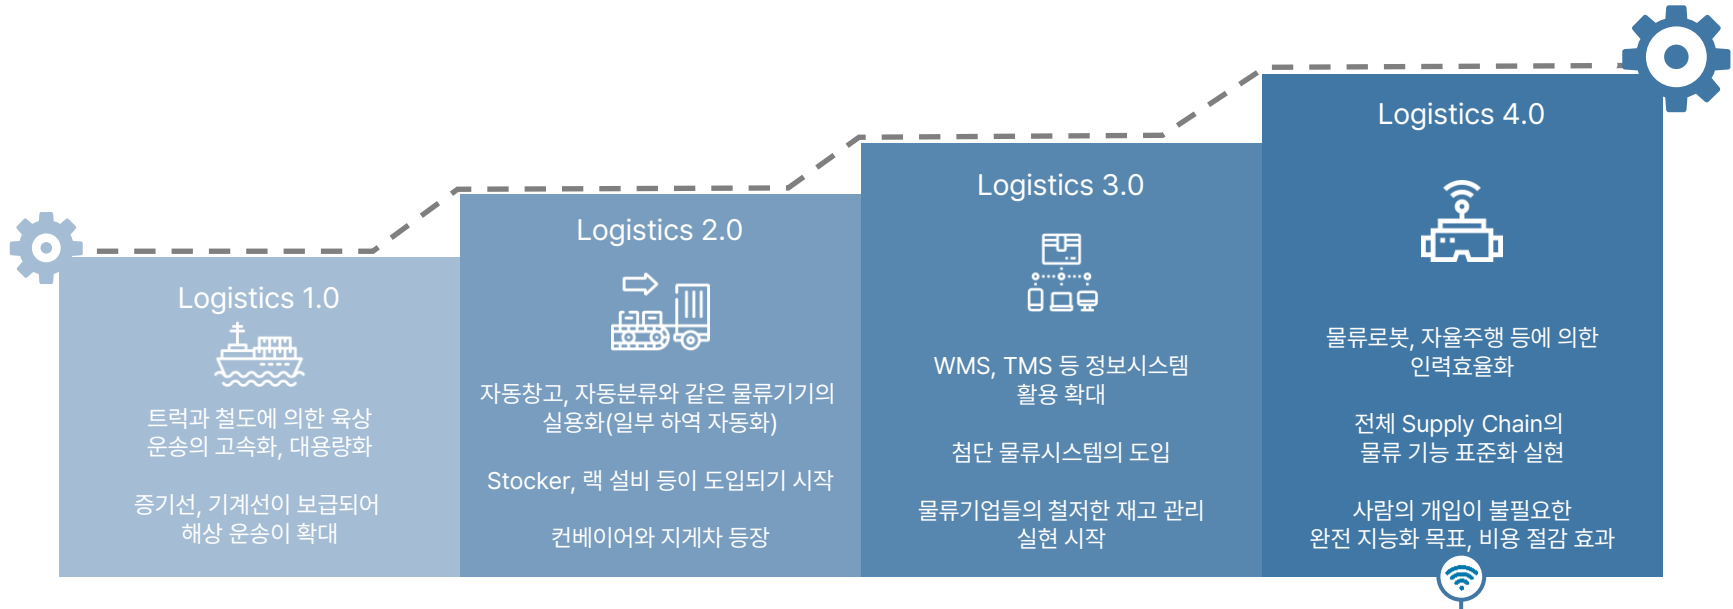 Logistics 1.0
트럭과 철도에 의한 육상
운송의 고속화, 대용량화
증기선, 기계선이 보급되어
해상 운송이 확대
Logistics 2.0
자동창고, 자동분류와 같은 물류기기의
실용화(일부 하역 자동화)
Stocker, 랙 설비 등이 도입되기 시작
컨베이어와 지게차 등장
Logistics 3.0
WMS, TMS 등 정보시스템
활용 확대
첨단 물류시스템의 도입
물류기업들의 철저한 재고 관리
실현 시작
Logistics 4.0
물류로봇, 자율주행 등에 의한
인력효율화
전체 Supply Chain의
물류 기능 표준화 실현
사람의 개입이 불필요한
완전 지능화 목표, 비용 절감 효과